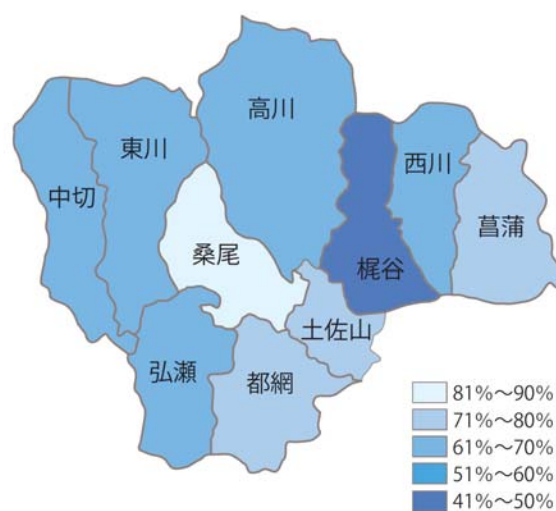 高川
東川
西川
中切
菖蒲
桑尾
梶谷
土佐山
弘瀬
都網
81%～90%
71%～80%
61%～70%
51%～60%
41%～50%